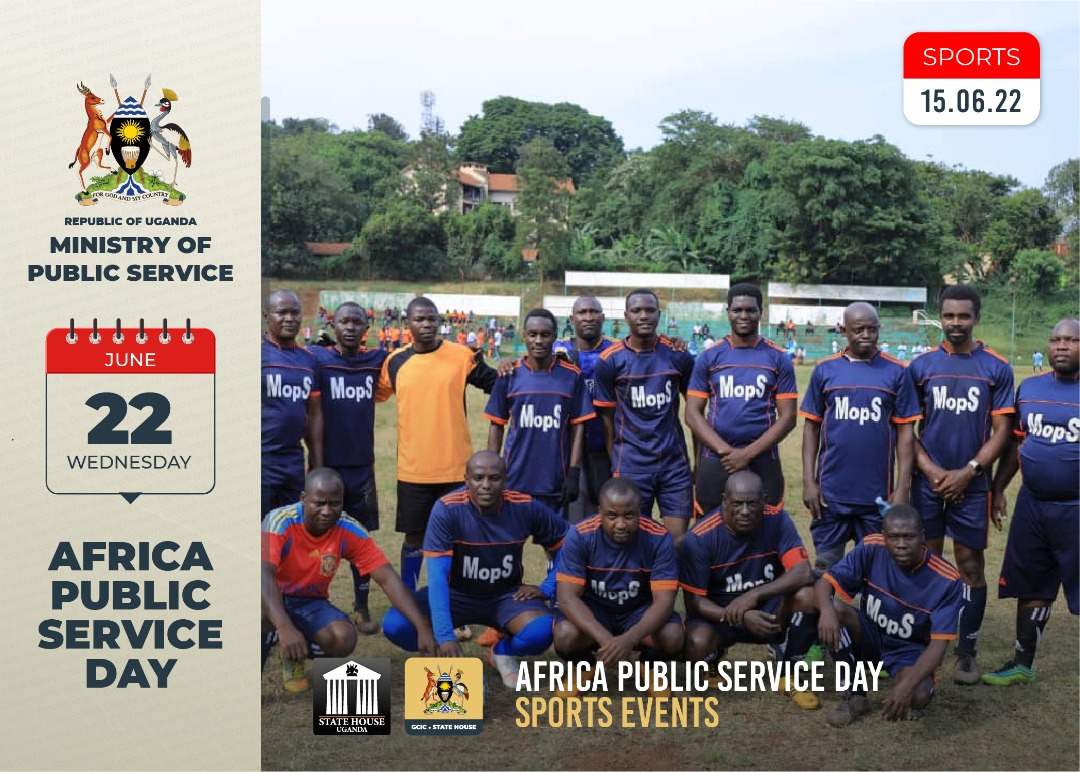 FOR GOD AND MY COUNTRY
REPUBLIC OF UGANDA
MINISTRY OF
PUBLIC SERVICE
JUNE
22
WEDNESDAY
AFRICA
PUBLIC
SERVICE
DAY
SPORTS
15.06.22
MopS
MopS
MopS
MopS
MopS
MopS
MopS
MopS
MopS
MopS
MopS
MopS
STATE HOUSE
UGANDA
GCIC • STATE HOUSE
AFRICA PUBLIC SERVICE DAY
SPORTS EVENTS